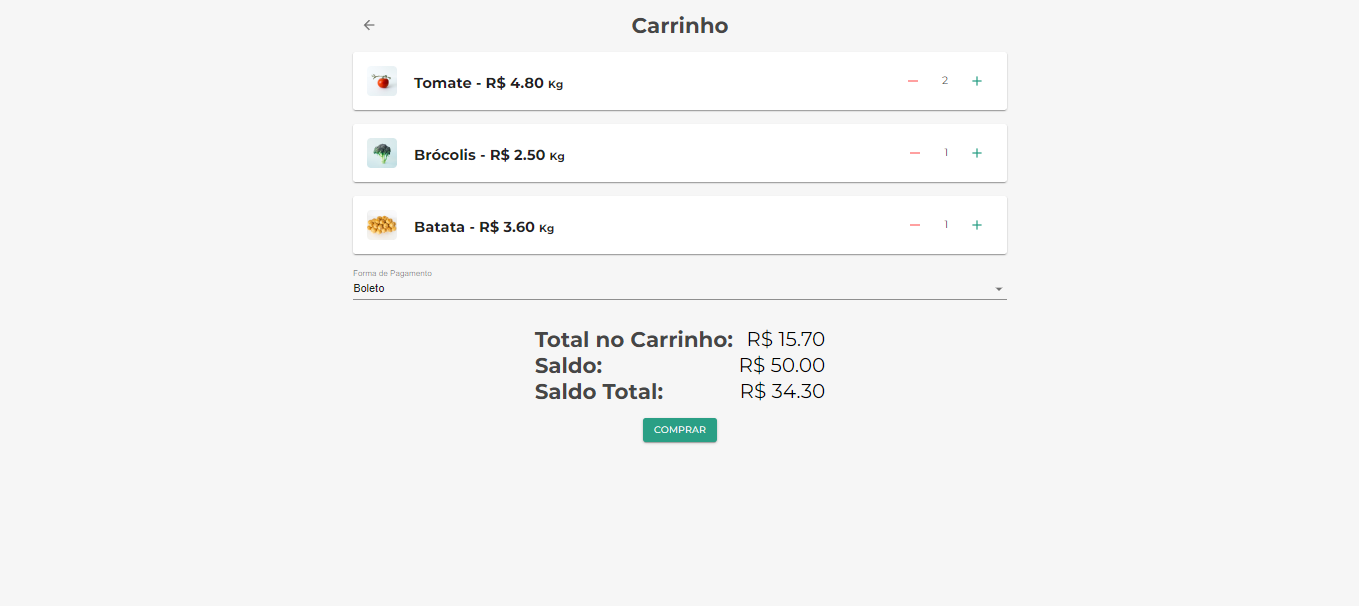 Carrinho
Tomate - R$ 4.80 Kg 2
Brócolis - R$ 2.50 Kg 1
Batata - R$ 3.60 Kg 1
Forma de Pagamento
Boleto
Total no Carrinho: R$ 15.70
Saldo: R$ 50.00
Saldo Total: R$ 34.30
COMPRAR